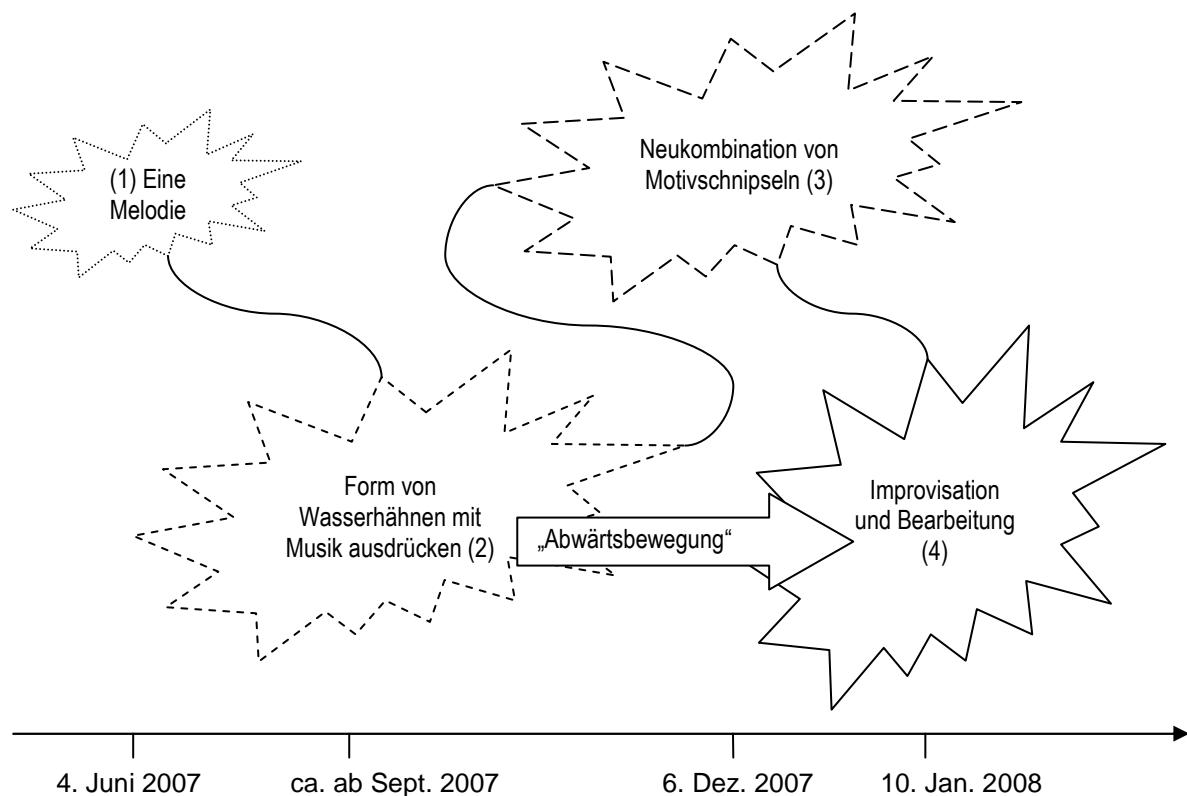 (1) Eine
Melodie
Neukombination von
Motivschnipseln (3)
Form von
Wasserhähnen mit
Musik ausdrücken (2)
„Abwärtsbewegung“
Improvisation
und Bearbeitung
(4)
4. Juni 2007
ca. ab Sept. 2007
6. Dez. 2007
10. Jan. 2008